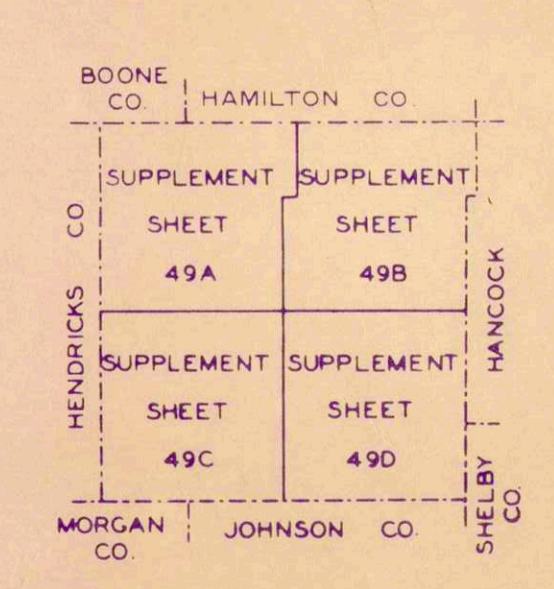 BOONE
CO.
HAMILTON CO.
SUPPLEMENT
SHEET
49A
SUPPLEMENT
SHEET
49B
HENDRICKS CO
HANCOCK
SUPPLEMENT
SHEET
49C
SUPPLEMENT
SHEET
49D
MORGAN
CO.
JOHNSON CO.
SHELBY
CO.